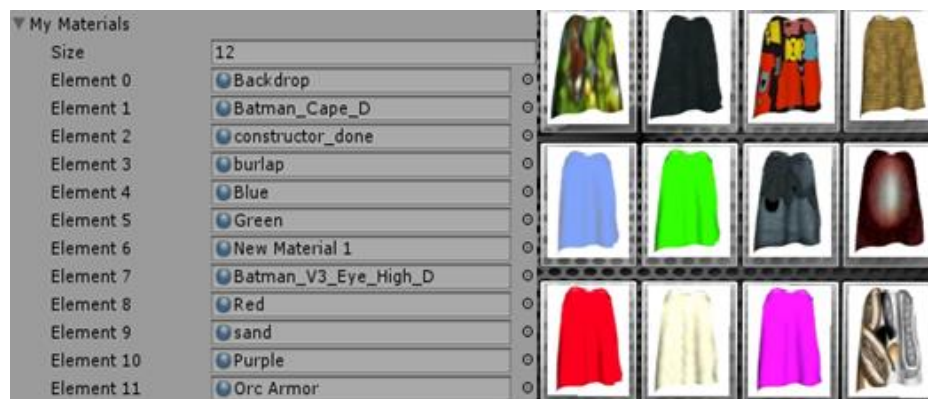 My Materials
Size 12
Element 0 Backdrop
Element 1 Batman_Cape_D
Element 2 constructor_done
Element 3 burlap
Element 4 Blue
Element 5 Green
Element 6 New Material 1
Element 7 Batman_V3_Eye_High_D
Element 8 Red
Element 9 sand
Element 10 Purple
Element 11 Orc Armor